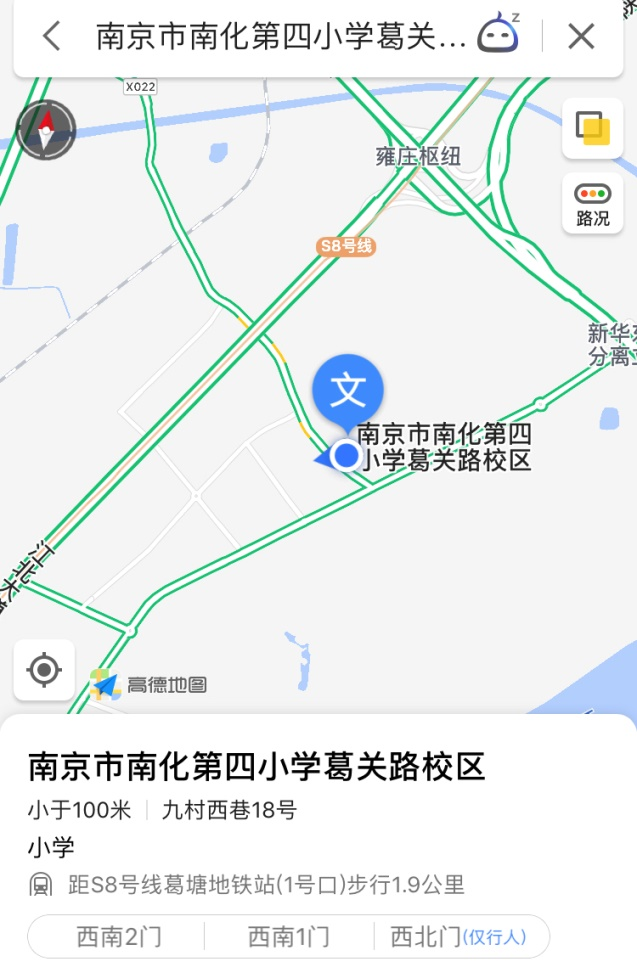 南京市南化第四小学葛关...
z
X022
雍庄枢纽
路况
S8号线
新华东
分离立
文
南京市南化第四
小学葛关路校区
江北大
高德地图
南京市南化第四小学葛关路校区
小于100米 九村西巷18号
小学
距S8号线葛塘地铁站(1号口)步行1.9公里
西南2门 西南1门 西北门(仅行人)